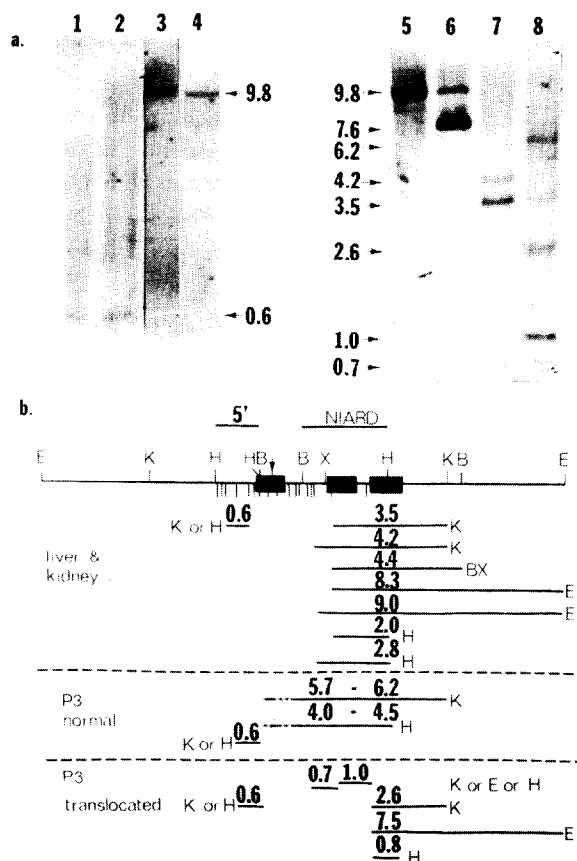 a.
1 2 3 4
9.8
0.6
5 6 7 8
9.8
7.6
6.2
4.2
3.5
2.6
1.0
0.7
b.
5' NIARD
E K H HB B X H K B E
K or H 0.6 3.5 K
liver & kidney
4.2 K
4.4 BX
8.3 E
9.0 E
2.0 H
2.8 H
P3 normal
5.7 - 6.2 K
4.0 - 4.5 H
K or H 0.6
P3 translocated
0.7 1.0 K or E or H
K or H 0.6 2.6 K
7.5 E
0.8 H